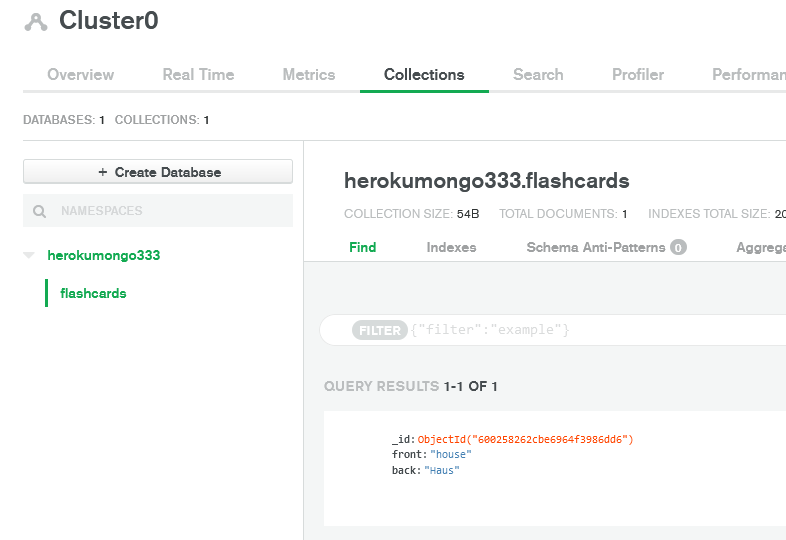 Cluster0
Overview Real Time Metrics Collections Search Profiler Performan
DATABASES: 1 COLLECTIONS: 1
+ Create Database
NAMESPACES
herokumongo333
flashcards
herokumongo333.flashcards
COLLECTION SIZE: 54B TOTAL DOCUMENTS: 1 INDEXES TOTAL SIZE: 20
Find Indexes Schema Anti-Patterns 0 Aggrega
FILTER {"filter":"example"}
QUERY RESULTS 1-1 OF 1
_id: ObjectId("600258262cbe6964f3986dd6")
front: "house"
back: "Haus"